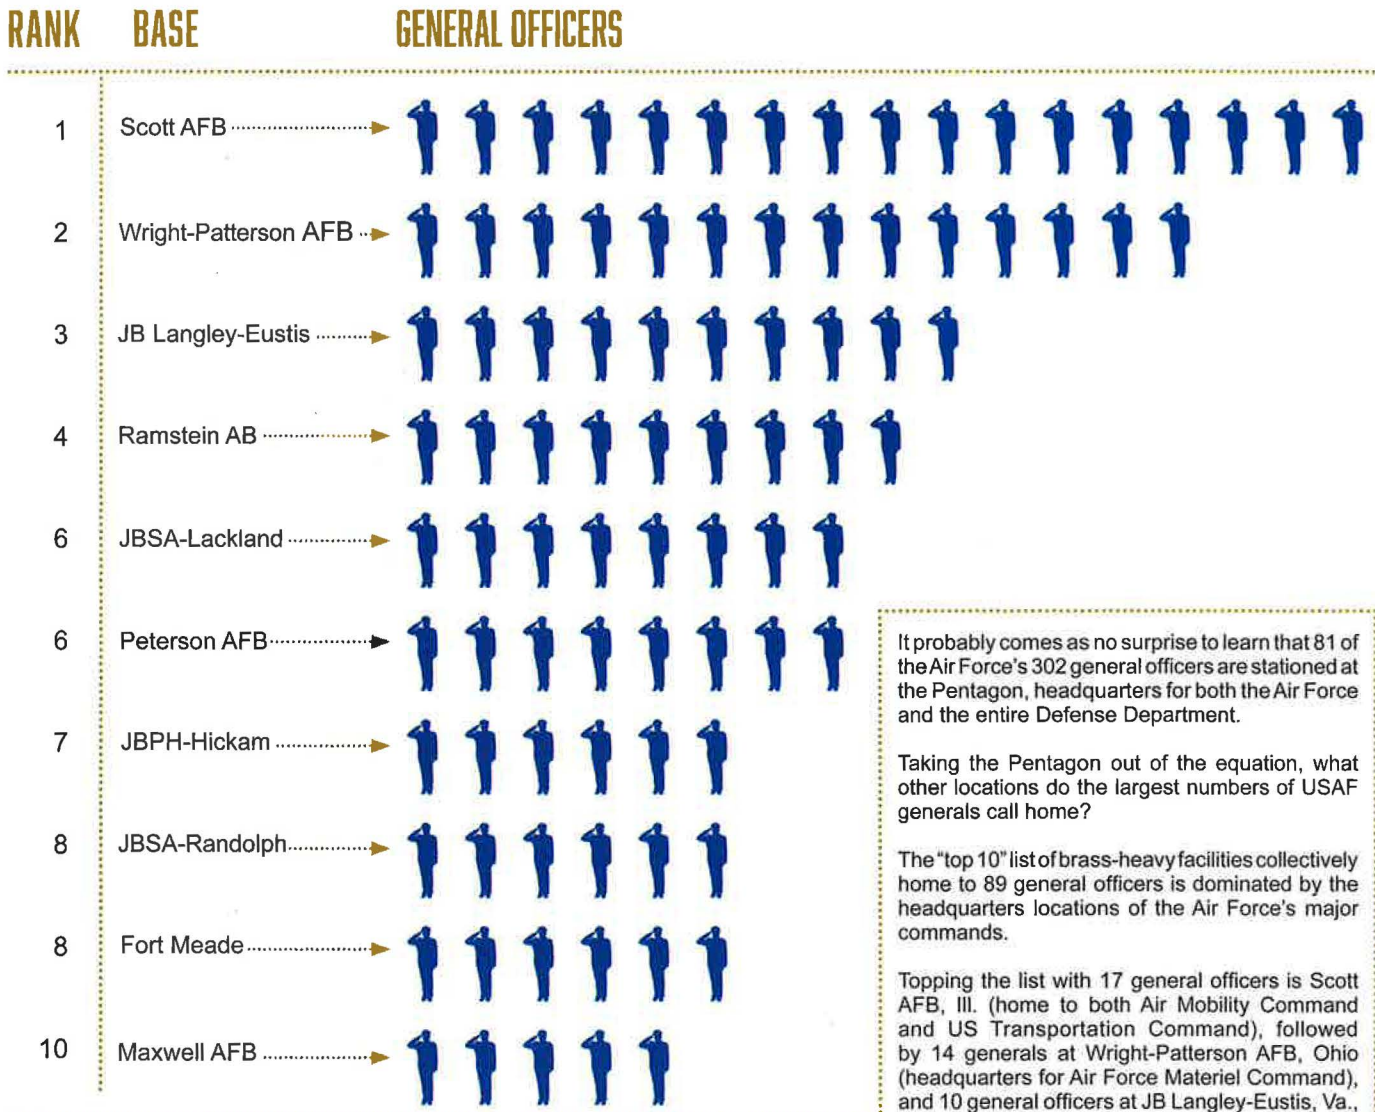 RANK BASE GENERAL OFFICERS
1 Scott AFB
2 Wright-Patterson AFB
3 JB Langley-Eustis
4 Ramstein AB
6 JBSA-Lackland
6 Peterson AFB
7 JBPH-Hickam
8 JBSA-Randolph
8 Fort Meade
10 Maxwell AFB
It probably comes as no surprise to learn that 81 of
the Air Force's 302 general officers are stationed at
the Pentagon, headquarters for both the Air Force
and the entire Defense Department.
Taking the Pentagon out of the equation, what
other locations do the largest numbers of USAF
generals call home?
The "top 10" list of brass-heavy facilities collectively
home to 89 general officers is dominated by the
headquarters locations of the Air Force's major
commands.
Topping the list with 17 general officers is Scott
AFB, Ill. (home to both Air Mobility Command
and US Transportation Command), followed
by 14 generals at Wright-Patterson AFB, Ohio
(headquarters for Air Force Materiel Command),
and 10 general officers at JB Langley-Eustis, Va.,